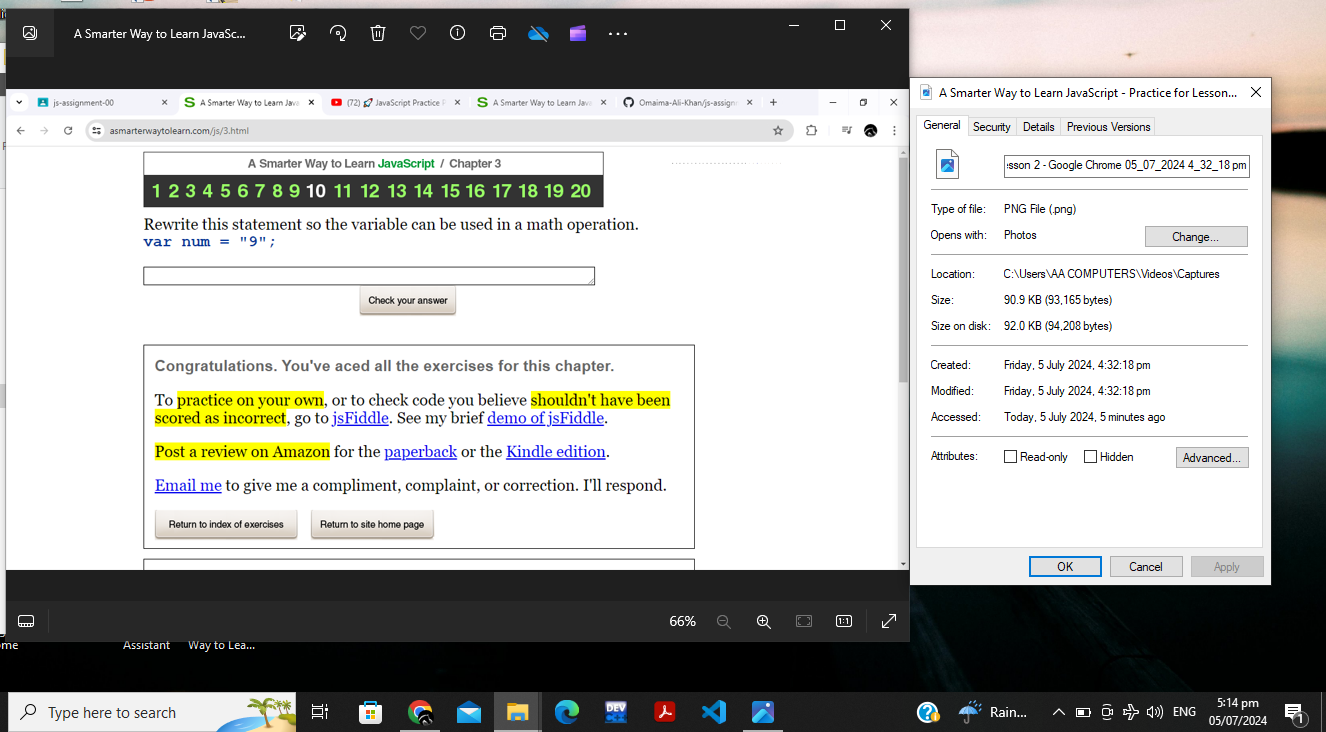 A Smarter Way to Learn JavaSc...
js-assignment-00
A Smarter Way to Learn Java
(72) 🚀 JavaScript Practice
A Smarter Way to Learn Java
Omaima-Ali-Khan/js-assignm
asmarterwaytolearn.com/js/3.html
A Smarter Way to Learn JavaScript / Chapter 3
1 2 3 4 5 6 7 8 9 10 11 12 13 14 15 16 17 18 19 20
Rewrite this statement so the variable can be used in a math operation.
var num = "9";
Check your answer
Congratulations. You've aced all the exercises for this chapter.
To practice on your own, or to check code you believe shouldn't have been
scored as incorrect, go to jsFiddle. See my brief demo of jsFiddle.
Post a review on Amazon for the paperback or the Kindle edition.
Email me to give me a compliment, complaint, or correction. I'll respond.
Return to index of exercises
Return to site home page
66%
1:1
A Smarter Way to Learn JavaScript - Practice for Lesson...
General
Security
Details
Previous Versions
sson 2 - Google Chrome 05_07_2024 4_32_18 pm
Type of file: PNG File (.png)
Opens with: Photos
Change...
Location: C:\Users\AA COMPUTERS\Videos\Captures
Size: 90.9 KB (93,165 bytes)
Size on disk: 92.0 KB (94,208 bytes)
Created: Friday, 5 July 2024, 4:32:18 pm
Modified: Friday, 5 July 2024, 4:32:18 pm
Accessed: Today, 5 July 2024, 5 minutes ago
Attributes: Read-only Hidden
Advanced...
OK
Cancel
Apply
ome
Assistant
Way to Lea...
Type here to search
DEV
Rain...
ENG
5:14 pm
05/07/2024
1